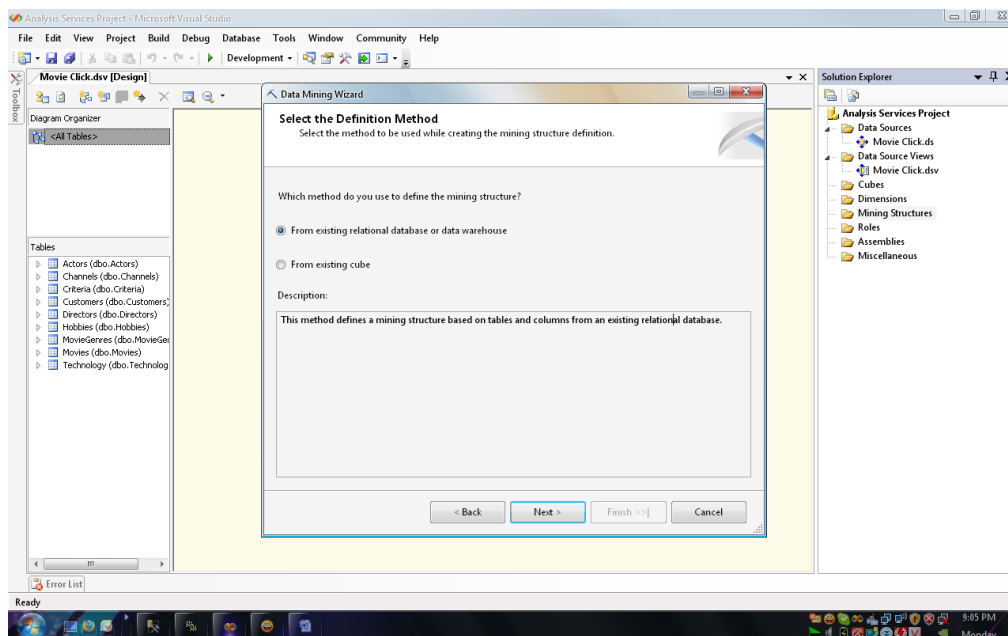 Analysis Services Project - Microsoft Visual Studio
File Edit View Project Build Debug Database Tools Window Community Help
Development
Movie Click.dsv [Design]
Toolbox
Diagram Organizer
<All Tables>
Tables
Actors (dbo.Actors)
Channels (dbo.Channels)
Criteria (dbo.Criteria)
Customers (dbo.Customers)
Directors (dbo.Directors)
Hobbies (dbo.Hobbies)
MovieGenres (dbo.MovieGe
Movies (dbo.Movies)
Technology (dbo.Technolog
Data Mining Wizard
Select the Definition Method
Select the method to be used while creating the mining structure definition.
Which method do you use to define the mining structure?
From existing relational database or data warehouse
From existing cube
Description:
This method defines a mining structure based on tables and columns from an existing relational database.
< Back
Next >
Finish >>|
Cancel
Solution Explorer
Analysis Services Project
Data Sources
Movie Click.ds
Data Source Views
Movie Click.dsv
Cubes
Dimensions
Mining Structures
Roles
Assemblies
Miscellaneous
Error List
Ready
9:05 PM
Monday